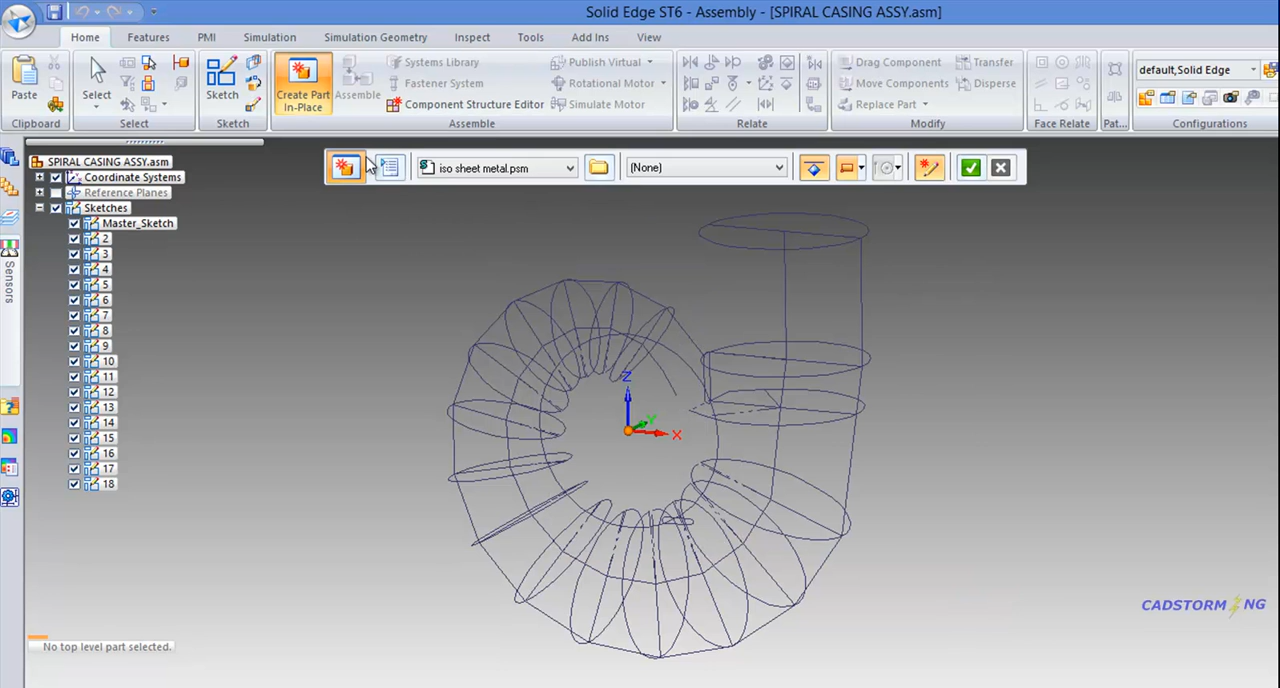 Solid Edge ST6 - Assembly - [SPIRAL CASING ASSY.asm]
Home Features PMI Simulation Simulation Geometry Inspect Tools Add Ins View
Paste
Clipboard
Select
Select
Sketch
Sketch
Create Part
In-Place
Assemble
Systems Library
Fastener System
Component Structure Editor
Publish Virtual
Rotational Motor
Simulate Motor
Assemble
Relate
Drag Component
Move Components
Replace Part
Transfer
Disperse
Modify
Face Relate
Pat...
default,Solid Edge
Configurations
iso sheet metal.psm
(None)
SPIRAL CASING ASSY.asm
Coordinate Systems
Reference Planes
Sketches
Master_Sketch
2
3
4
5
6
7
8
9
10
11
12
13
14
15
16
17
18
Sensors
Z
Y
X
CADSTORMING
No top level part selected.